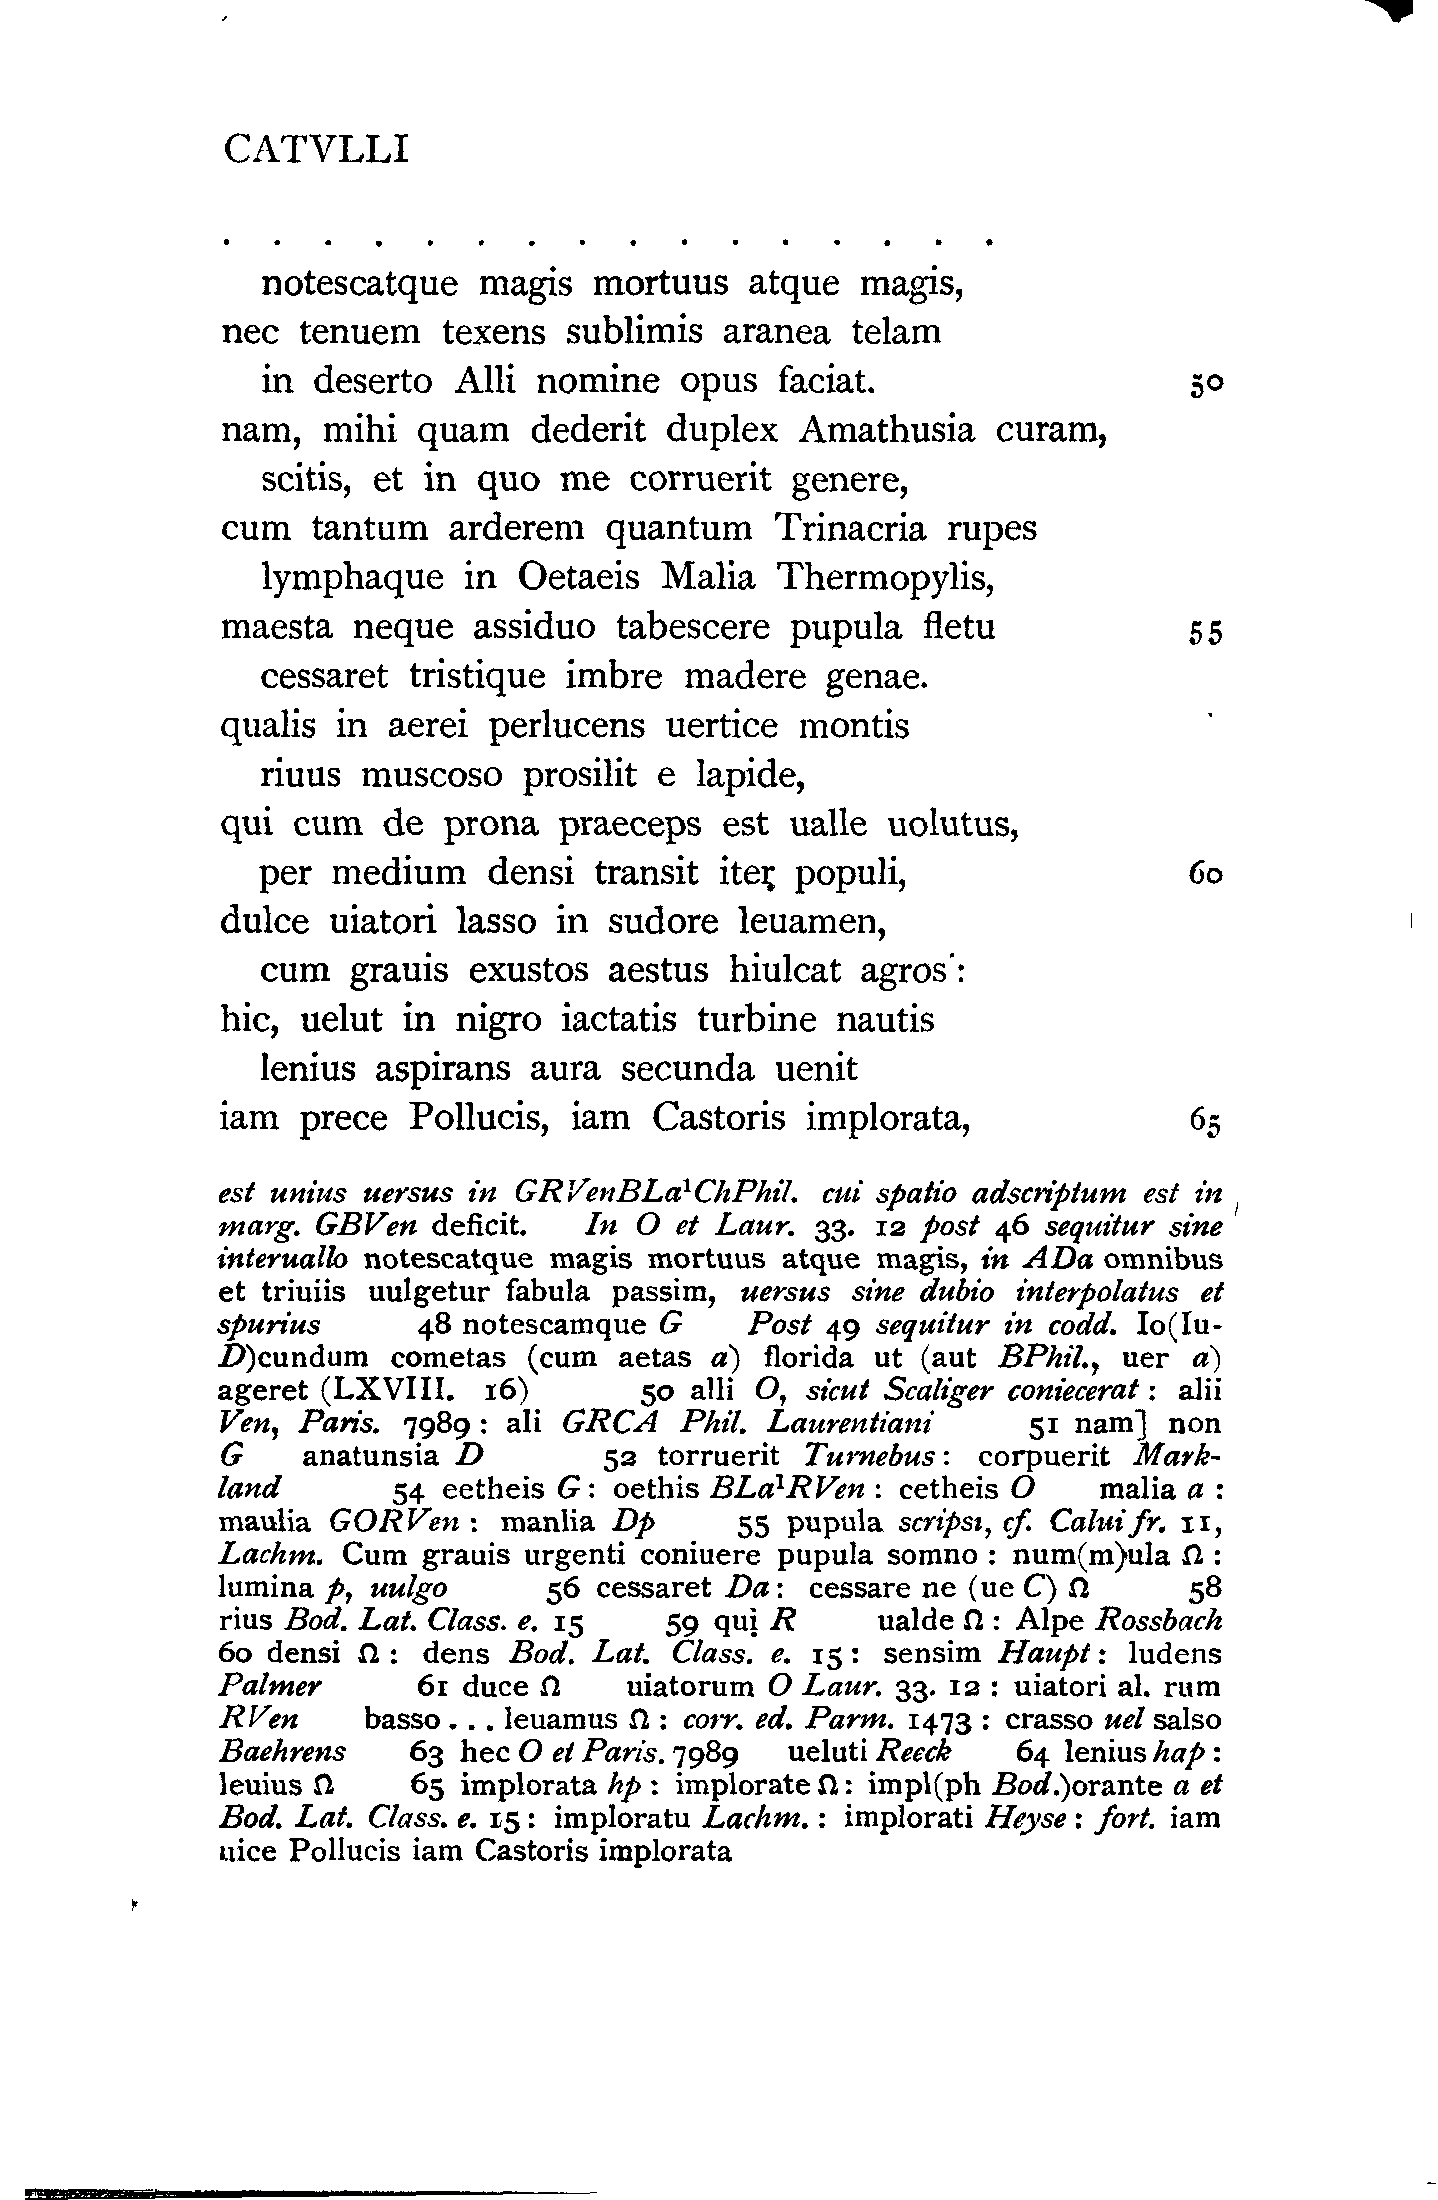 CATVLLI
. . . . . . . . . . . . . . . .
notescatque magis mortuus atque magis,
nec tenuem texens sublimis aranea telam
in deserto Alli nomine opus faciat. 50
nam, mihi quam dederit duplex Amathusia curam,
scitis, et in quo me corruerit genere,
cum tantum arderem quantum Trinacria rupes
lymphaque in Oetaeis Malia Thermopylis,
maesta neque assiduo tabescere pupula fletu 55
cessaret tristique imbre madere genae.
qualis in aerei perlucens uertice montis
riuus muscoso prosilit e lapide,
qui cum de prona praeceps est ualle uolutus,
per medium densi transit iter populi, 60
dulce uiatori lasso in sudore leuamen,
cum grauis exustos aestus hiulcat agros:
hic, uelut in nigro iactatis turbine nautis
lenius aspirans aura secunda uenit
iam prece Pollucis, iam Castoris implorata, 65
est unius uersus in GRVenBLa¹ChPhil. cui spatio adscriptum est in
marg. GBVen deficit. In O et Laur. 33. 12 post 46 sequitur sine
interuallo notescatque magis mortuus atque magis, in ADa omnibus
et triuiis uulgetur fabula passim, uersus sine dubio interpolatus et
spurius 48 notescamque G Post 49 sequitur in codd. Io(Iu-
D)cundum cometas (cum aetas a) florida ut (aut BPhil., uer a)
ageret (LXVIII. 16) 50 alli O, sicut Scaliger coniecerat : alii
Ven, Paris. 7989 : ali GRCA Phil. Laurentiani 51 nam] non
G anatunsia D 52 torruerit Turnebus : corpuerit Mark-
land 54 eetheis G : oethis BLa¹RVen : cetheis O malia a :
maulia GORVen : manlia Dp 55 pupula scripsi, cf. Calui fr. 11,
Lachm. Cum grauis urgenti coniuere pupula somno : num(m)ula Ω :
lumina p, uulgo 56 cessaret Da : cessare ne (ue C) Ω 58
rius Bod. Lat. Class. e. 15 59 quị R ualde Ω : Alpe Rossbach
60 densi Ω : dens Bod. Lat. Class. e. 15 : sensim Haupt : ludens
Palmer 61 duce Ω uiatorum O Laur. 33. 12 : uiatori al. rum
RVen basso . . . leuamus Ω : corr. ed. Parm. 1473 : crasso uel salso
Baehrens 63 hec O et Paris. 7989 ueluti Reeck 64 lenius hap :
leuius Ω 65 implorata hp : implorate Ω : impl(ph Bod.)orante a et
Bod. Lat. Class. e. 15 : imploratu Lachm. : implorati Heyse : fort. iam
uice Pollucis iam Castoris implorata